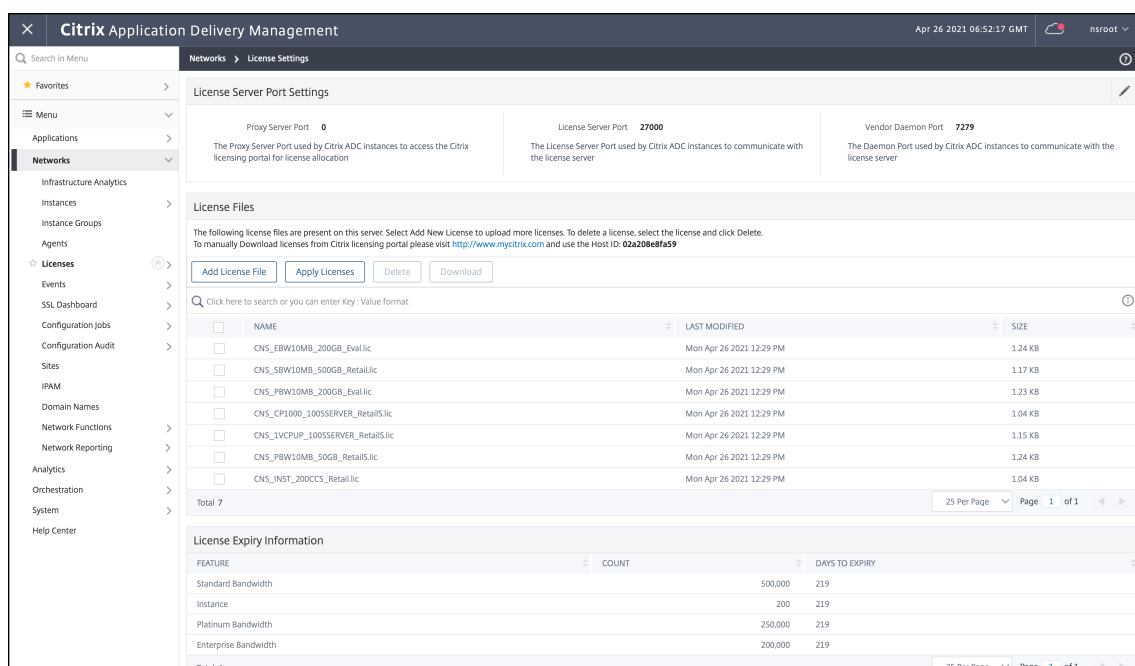 Citrix Application Delivery Management
Apr 26 2021 06:52:17 GMT
nsroot
Search in Menu
Networks
License Settings
Favorites
Menu
Applications
Networks
Infrastructure Analytics
Instances
Instance Groups
Agents
Licenses
Events
SSL Dashboard
Configuration Jobs
Configuration Audit
Sites
IPAM
Domain Names
Network Functions
Network Reporting
Analytics
Orchestration
System
Help Center
License Server Port Settings
Proxy Server Port 0
The Proxy Server Port used by Citrix ADC instances to access the Citrix
licensing portal for license allocation
License Server Port 27000
The License Server Port used by Citrix ADC instances to communicate with
the license server
Vendor Daemon Port 7279
The Daemon Port used by Citrix ADC instances to communicate with the
license server
License Files
The following license files are present on this server. Select Add New License to upload more licenses. To delete a license, select the license and click Delete.
To manually Download licenses from Citrix licensing portal please visit http://www.mycitrix.com and use the Host ID: 02a208e8fa59
Add License File Apply Licenses Delete Download
Click here to search or you can enter Key : Value format
NAME LAST MODIFIED SIZE
CNS_EBW10MB_200GB_Eval.lic Mon Apr 26 2021 12:29 PM 1.24 KB
CNS_SBW10MB_500GB_Retail.lic Mon Apr 26 2021 12:29 PM 1.17 KB
CNS_PBW10MB_200GB_Eval.lic Mon Apr 26 2021 12:29 PM 1.23 KB
CNS_CP1000_100SSERVER_RetailS.lic Mon Apr 26 2021 12:29 PM 1.04 KB
CNS_1VCPUP_100SSERVER_RetailS.lic Mon Apr 26 2021 12:29 PM 1.15 KB
CNS_PBW10MB_50GB_RetailS.lic Mon Apr 26 2021 12:29 PM 1.24 KB
CNS_INST_200CCS_Retail.lic Mon Apr 26 2021 12:29 PM 1.04 KB
Total 7 25 Per Page Page 1 of 1
License Expiry Information
FEATURE COUNT DAYS TO EXPIRY
Standard Bandwidth 500,000 219
Instance 200 219
Platinum Bandwidth 250,000 219
Enterprise Bandwidth 200,000 219
25 Per Page Page 1 of 1